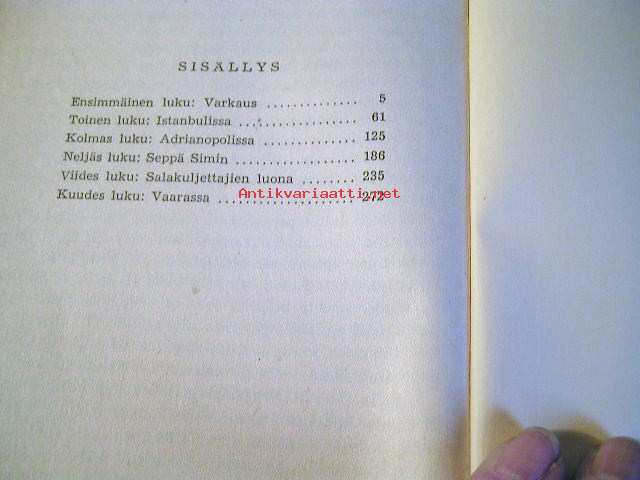 SISÄLLYS
Ensimmäinen luku: Varkaus .............. 5
Toinen luku: Istanbulissa .................. 61
Kolmas luku: Adrianopolissa .............. 125
Neljäs luku: Seppä Simin ................... 186
Viides luku: Salakuljettajien luona ........ 235
Kuudes luku: Vaarassa ..................... 272
Antikvariaatti.net